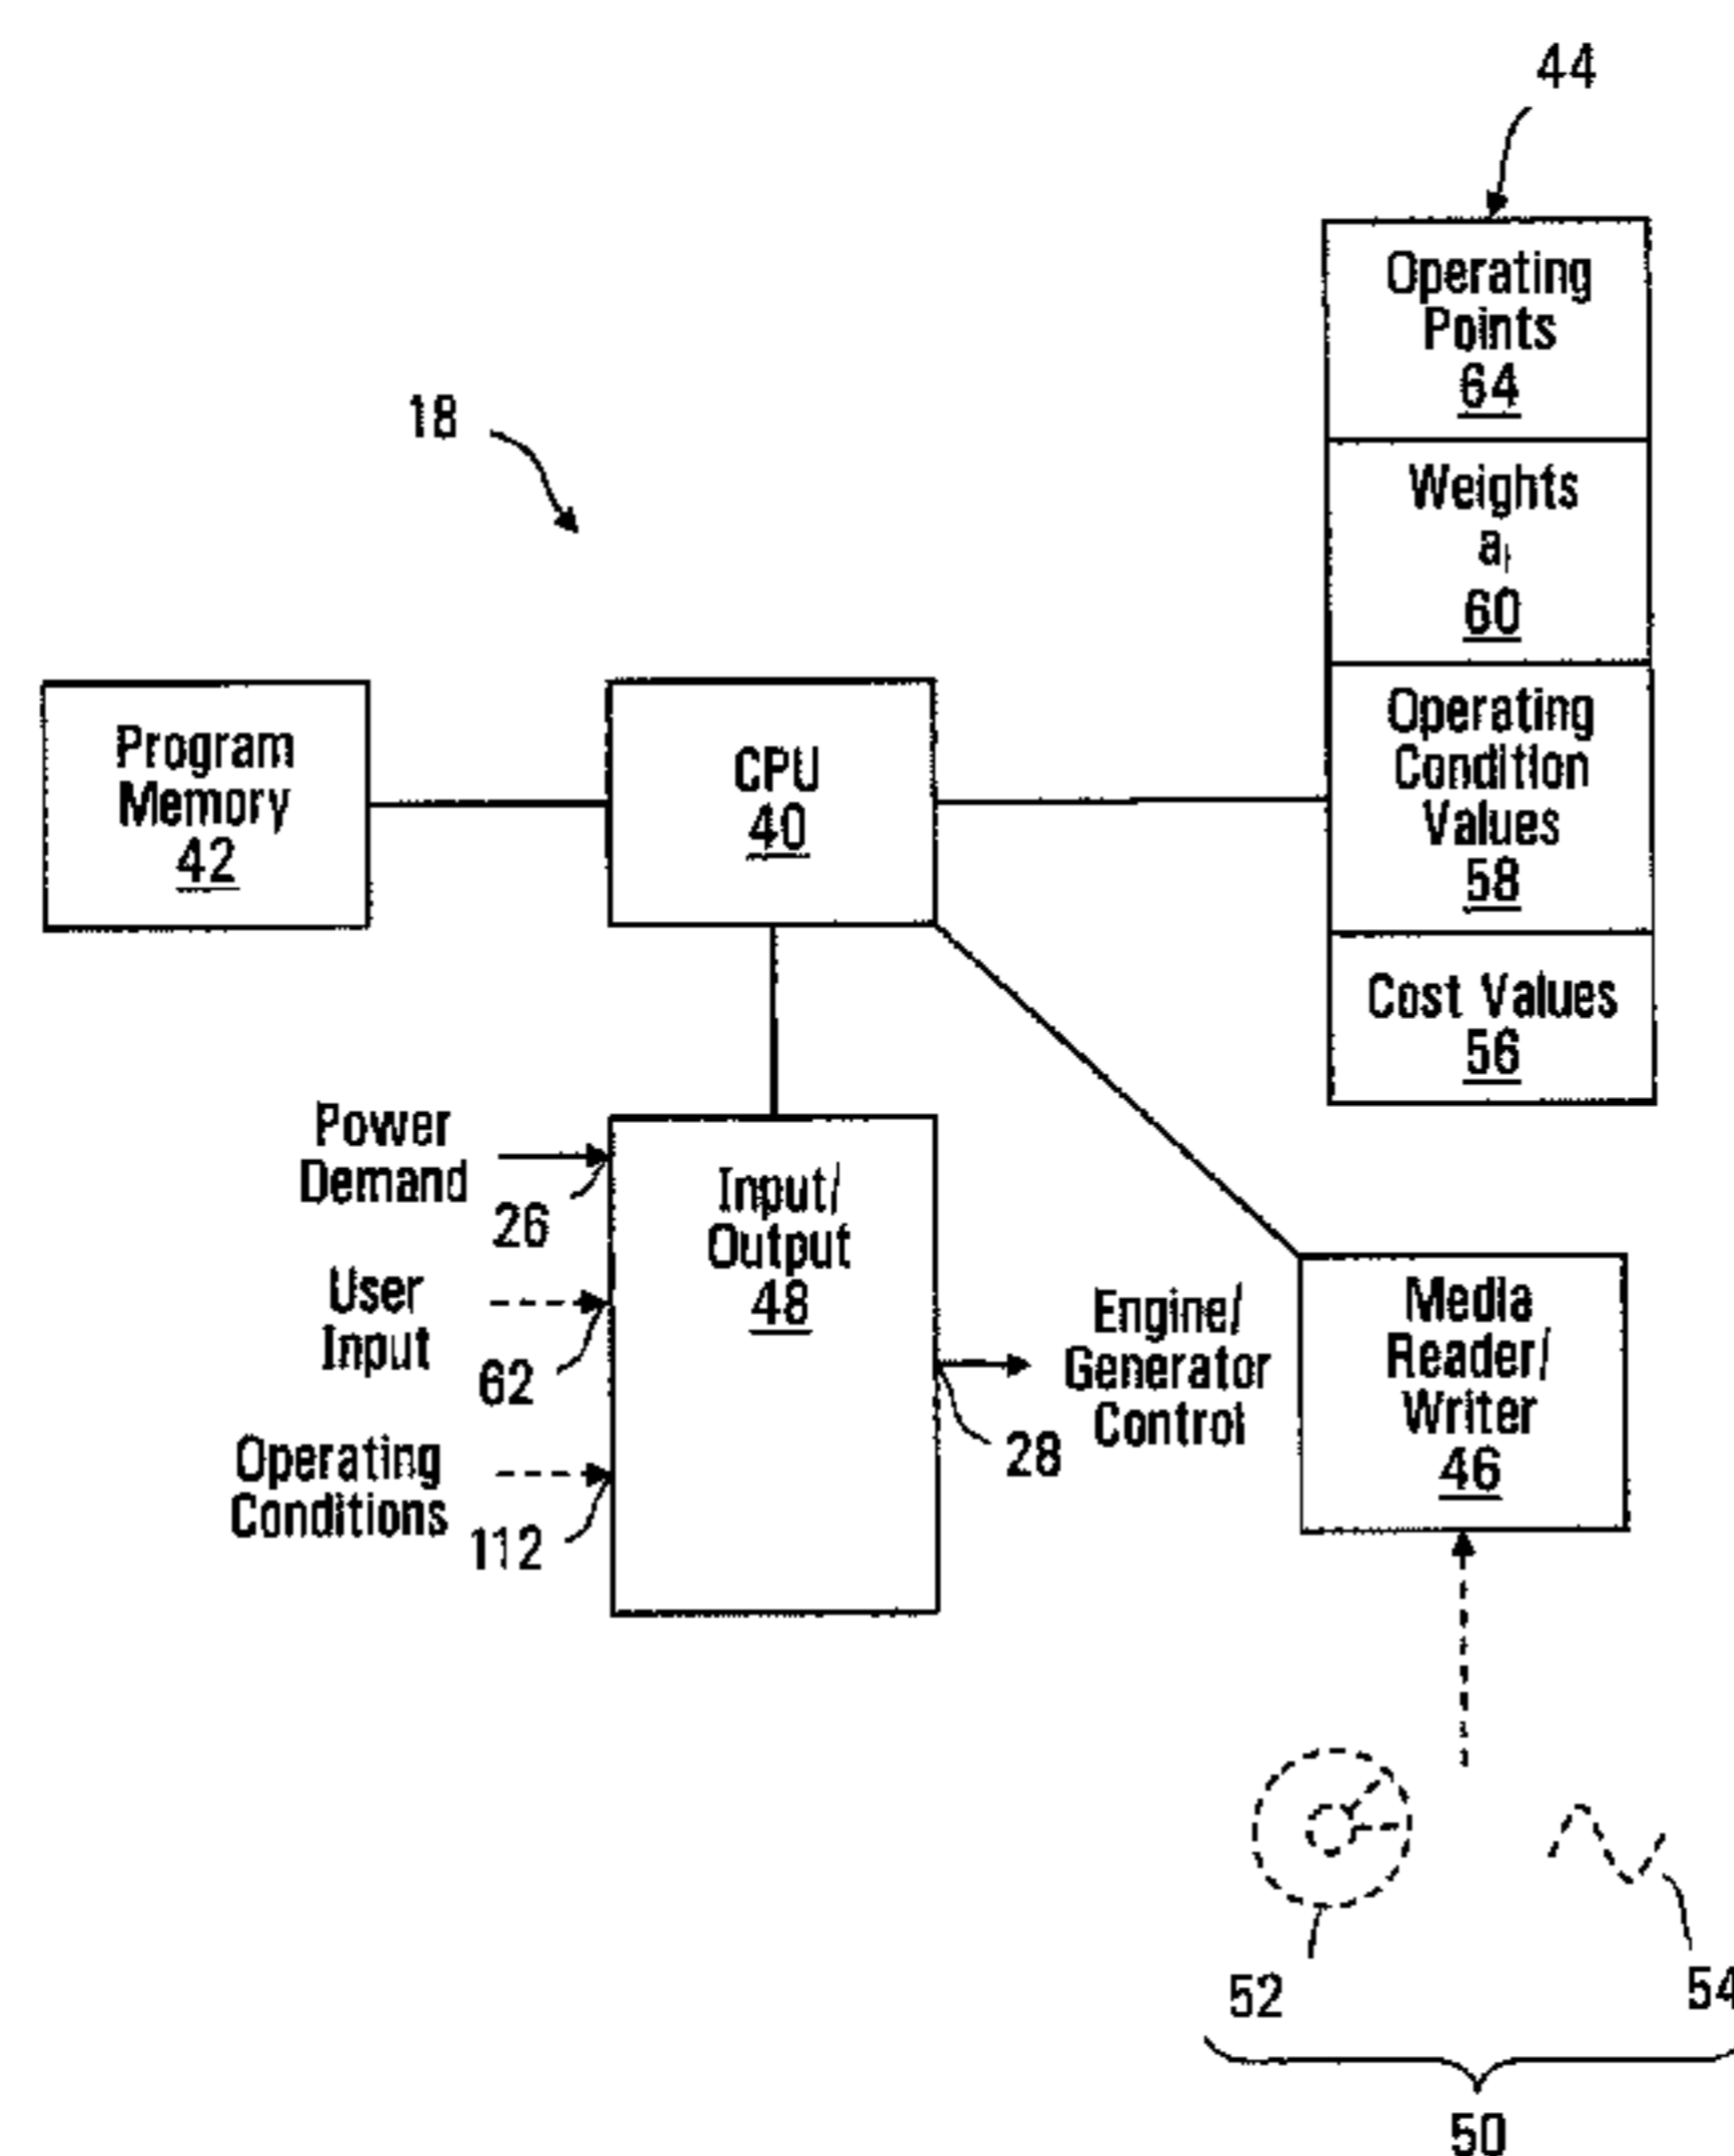 44
Operating
Points
64
18
Weights
ai
60
Program
Memory
42
CPU
40
Operating
Condition
Values
58
Cost Values
56
Power
Demand
26
Input/
Output
48
User
Input
62
Engine/
Generator
Control
28
Media
Reader/
Writer
46
Operating
Conditions
112
52
54
50